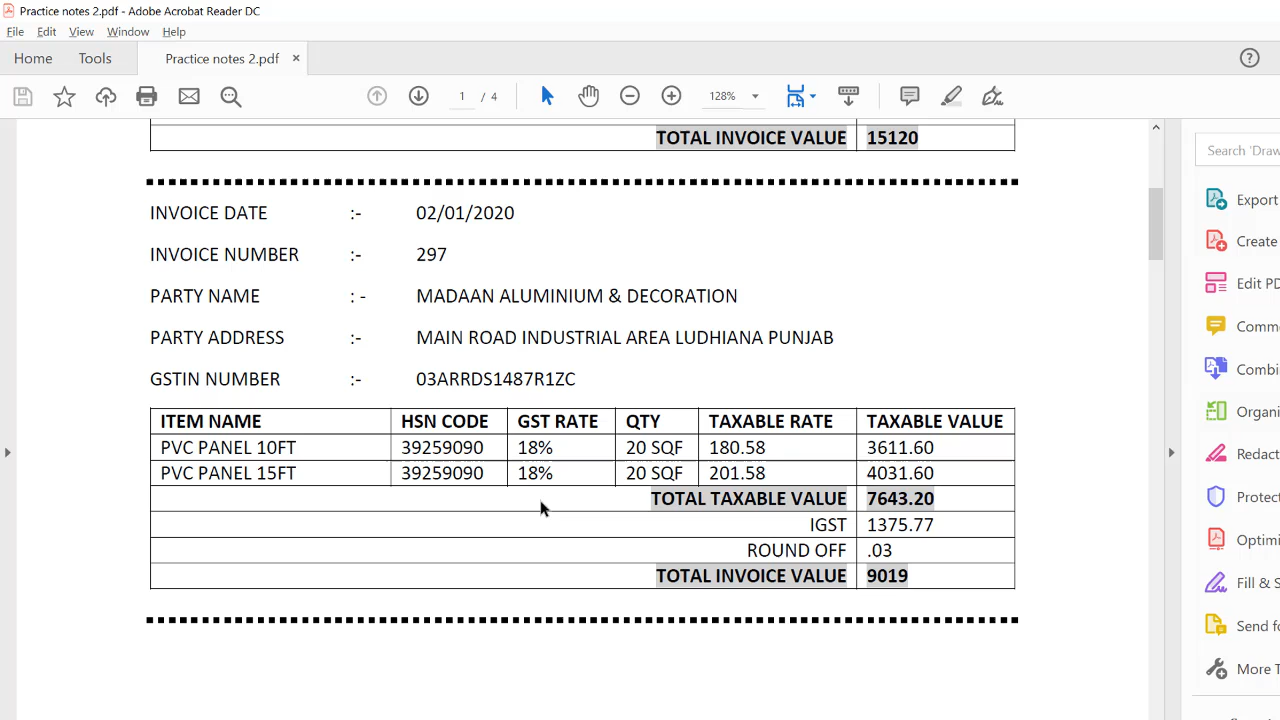 Practice notes 2.pdf - Adobe Acrobat Reader DC
File Edit View Window Help
Home Tools Practice notes 2.pdf ×
1 / 4 128%
TOTAL INVOICE VALUE 15120
INVOICE DATE :- 02/01/2020
INVOICE NUMBER :- 297
PARTY NAME : - MADAAN ALUMINIUM & DECORATION
PARTY ADDRESS :- MAIN ROAD INDUSTRIAL AREA LUDHIANA PUNJAB
GSTIN NUMBER :- 03ARRDS1487R1ZC
ITEM NAME HSN CODE GST RATE QTY TAXABLE RATE TAXABLE VALUE
PVC PANEL 10FT 39259090 18% 20 SQF 180.58 3611.60
PVC PANEL 15FT 39259090 18% 20 SQF 201.58 4031.60
TOTAL TAXABLE VALUE 7643.20
IGST 1375.77
ROUND OFF .03
TOTAL INVOICE VALUE 9019
Search 'Draw
Export
Create
Edit PD
Comme
Combi
Organi
Redact
Protec
Optimi
Fill & S
Send fo
More T